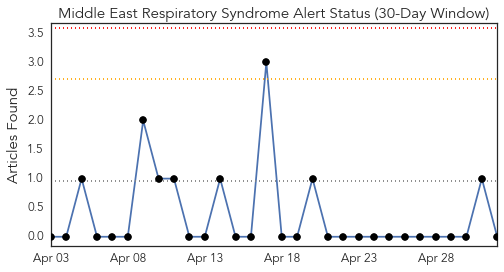 Middle East Respiratory Syndrome Alert Status (30-Day Window)
Articles Found
3.5
3.0
2.5
2.0
1.5
1.0
0.5
0.0
Apr 03 Apr 08 Apr 13 Apr 18 Apr 23 Apr 28